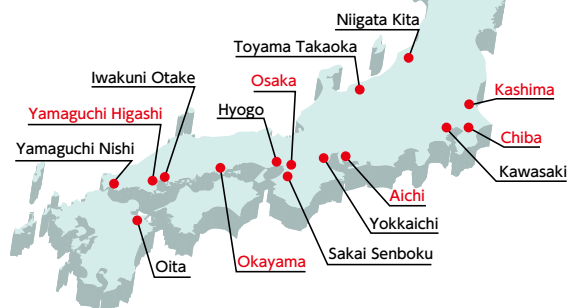 Niigata Kita
Toyama Takaoka
Iwakuni Otake
Osaka
Kashima
Yamaguchi Higashi
Hyogo
Chiba
Yamaguchi Nishi
Kawasaki
Aichi
Yokkaichi
Sakai Senboku
Oita
Okayama